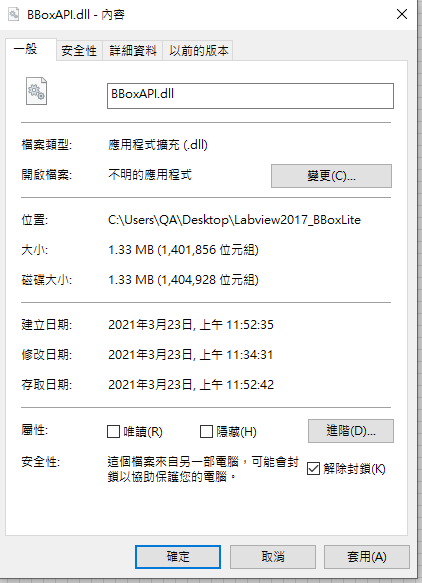 BBoxAPI.dll - 內容
一般 安全性 詳細資料 以前的版本
BBoxAPI.dll
檔案類型: 應用程式擴充 (.dll)
開啟檔案: 不明的應用程式 變更(C)...
位置: C:\Users\QA\Desktop\Labview2017_BBoxLite
大小: 1.33 MB (1,401,856 位元組)
磁碟大小: 1.33 MB (1,404,928 位元組)
建立日期: 2021年3月23日, 上午 11:52:35
修改日期: 2021年3月23日, 上午 11:34:31
存取日期: 2021年3月23日, 上午 11:52:42
屬性: 唯讀(R) 隱藏(H) 進階(D)...
安全性: 這個檔案來自另一部電腦，可能會封
鎖以協助保護您的電腦。 解除封鎖(K)
確定 取消 套用(A)